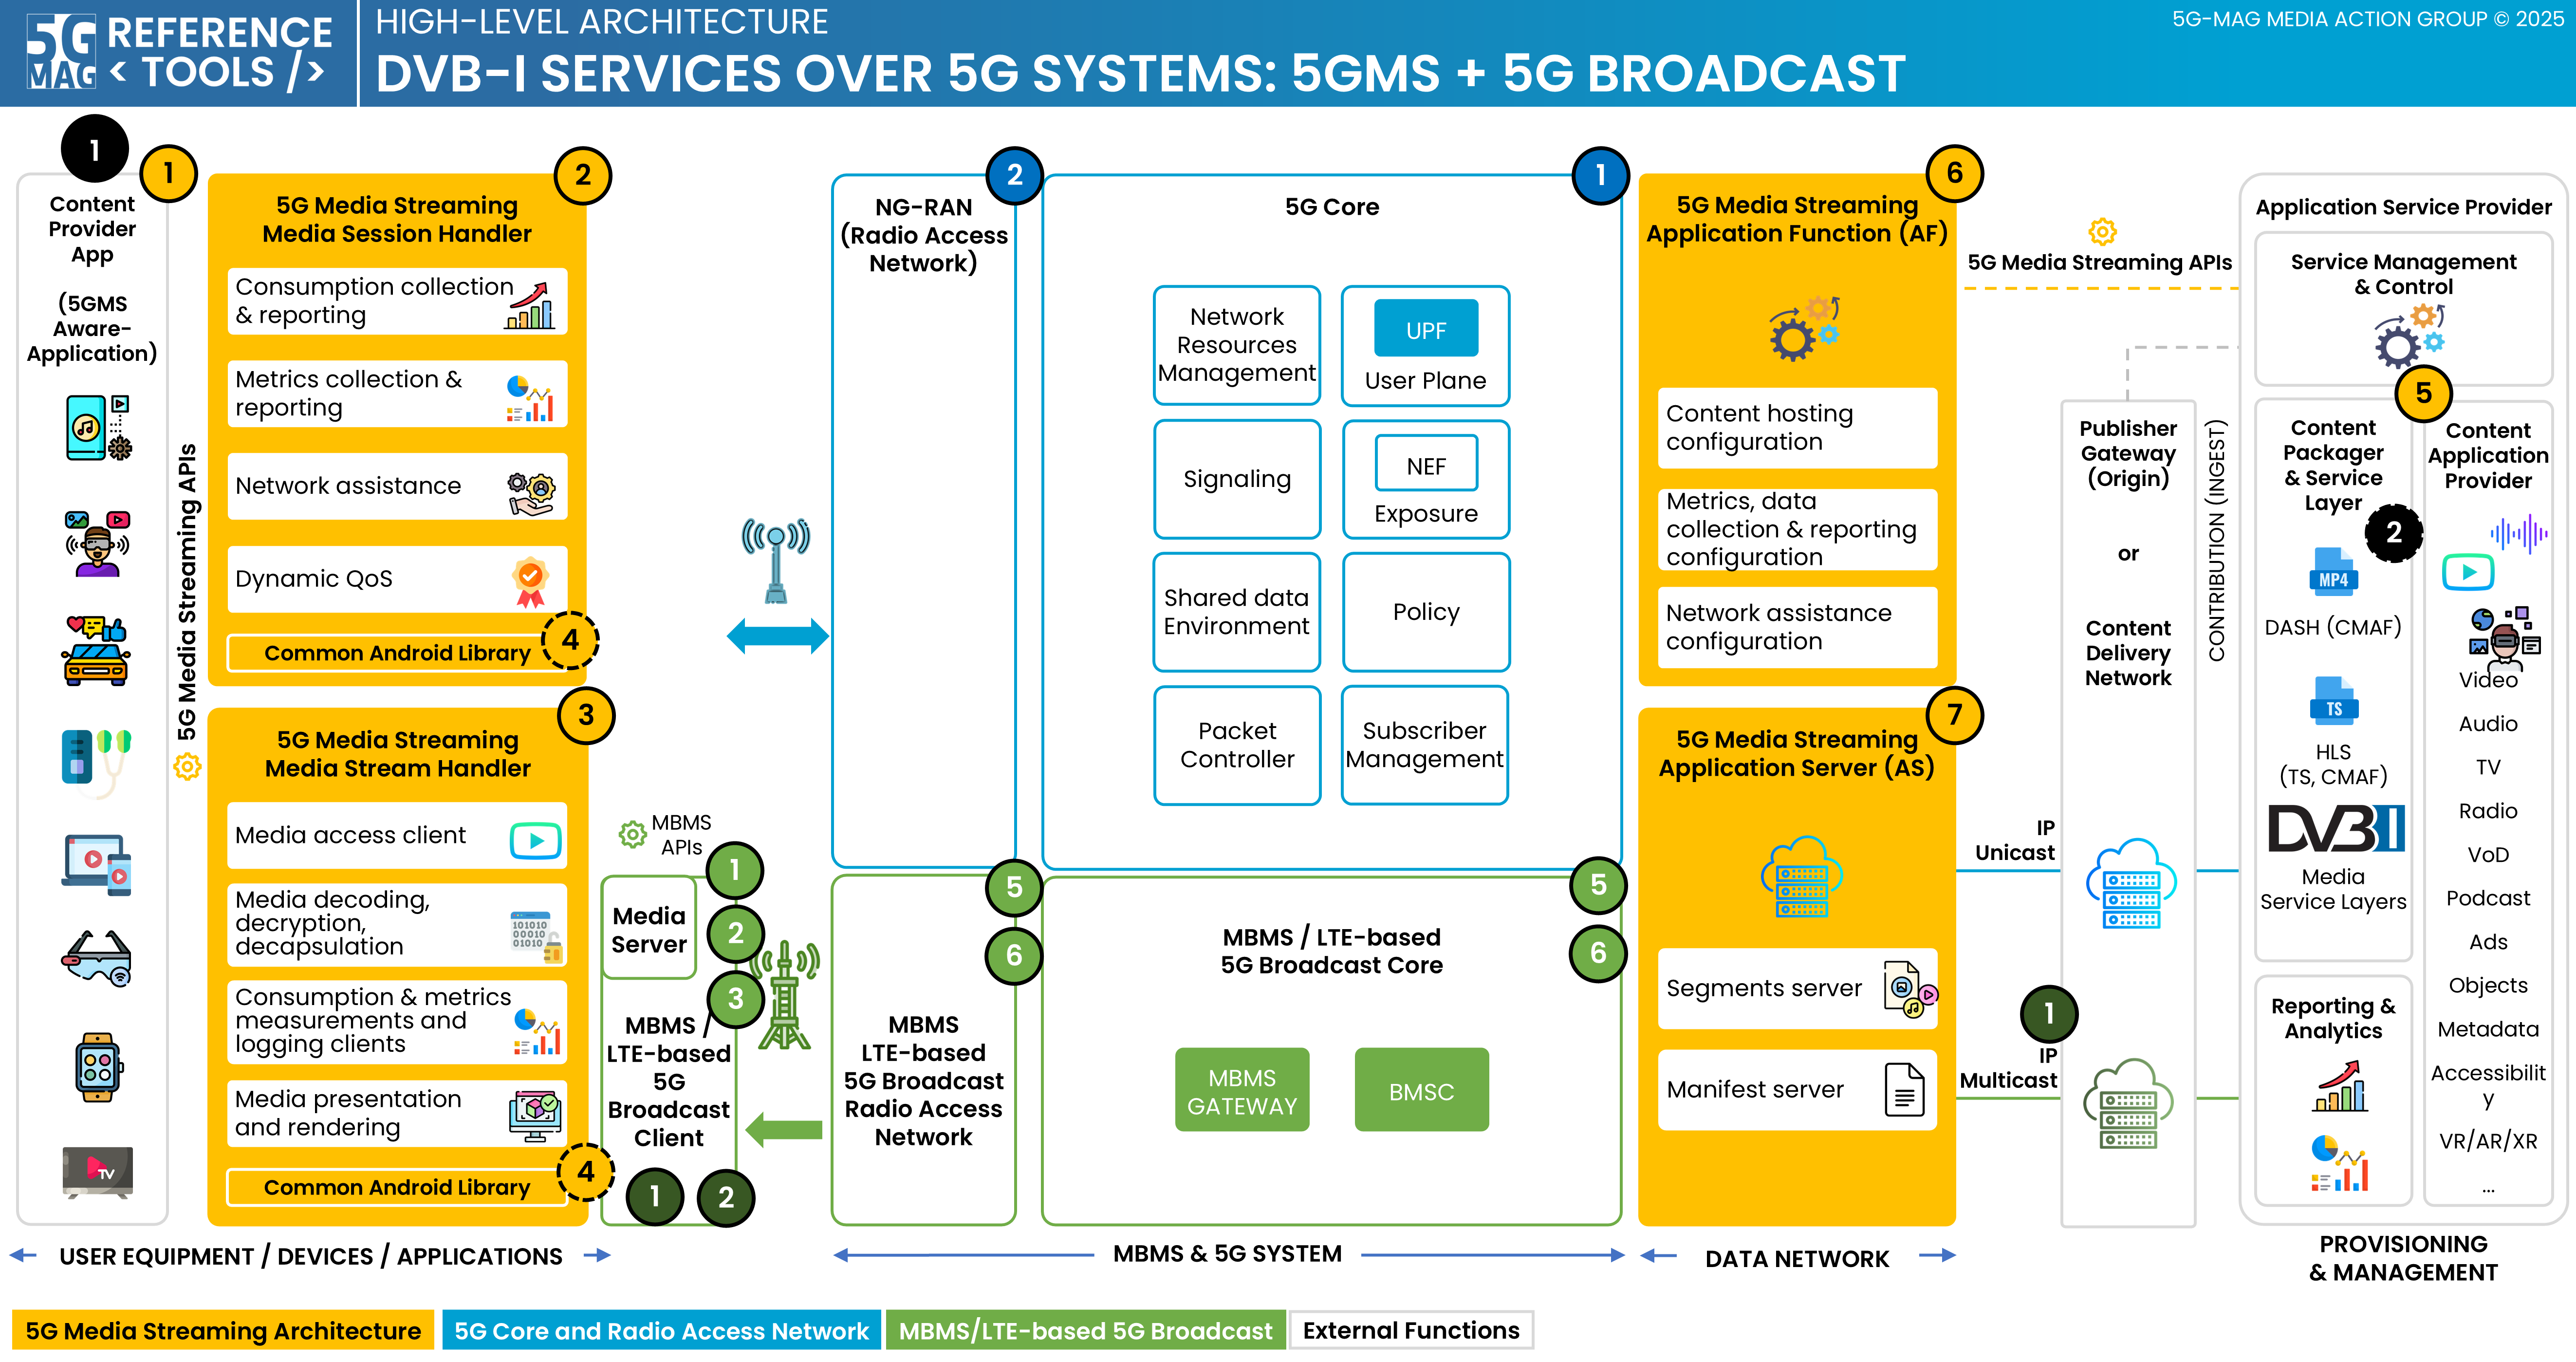 5G MAG
REFERENCE
< TOOLS />
HIGH-LEVEL ARCHITECTURE
DVB-I SERVICES OVER 5G SYSTEMS: 5GMS + 5G BROADCAST
5G-MAG MEDIA ACTION GROUP © 2025
1
1
Content
Provider
App
(5GMS
Aware-
Application)
TV
5G Media Streaming APIs
2
5G Media Streaming
Media Session Handler
Consumption collection
& reporting
Metrics collection &
reporting
Network assistance
Dynamic QoS
Common Android Library
4
3
5G Media Streaming
Media Stream Handler
Media access client
Media decoding,
decryption,
decapsulation
101010
00010
01010
Consumption & metrics
measurements and
logging clients
Media presentation
and rendering
Common Android Library
4
MBMS
APIs
1
2
3
Media
Server
MBMS /
LTE-based
5G
Broadcast
Client
1
2
2
NG-RAN
(Radio Access
Network)
5
6
MBMS
LTE-based
5G Broadcast
Radio Access
Network
1
5G Core
Network
Resources
Management
UPF
User Plane
Signaling
NEF
Exposure
Shared data
Environment
Policy
Packet
Controller
Subscriber
Management
5
6
MBMS / LTE-based
5G Broadcast Core
MBMS
GATEWAY
BMSC
6
5G Media Streaming
Application Function (AF)
Content hosting
configuration
Metrics, data
collection & reporting
configuration
Network assistance
configuration
7
5G Media Streaming
Application Server (AS)
Segments server
Manifest server
5G Media Streaming APIs
IP
Unicast
1
IP
Multicast
Publisher
Gateway
(Origin)
or
Content
Delivery
Network
CONTRIBUTION (INGEST)
Application Service Provider
Service Management
& Control
5
Content
Packager
& Service
Layer
2
MP4
DASH (CMAF)
TS
HLS
(TS, CMAF)
DVB I
Media
Service Layers
Reporting &
Analytics
Content
Application
Provider
Video
Audio
TV
Radio
VoD
Podcast
Ads
Objects
Metadata
Accessibilit
y
VR/AR/XR
...
USER EQUIPMENT / DEVICES / APPLICATIONS
MBMS & 5G SYSTEM
DATA NETWORK
PROVISIONING
& MANAGEMENT
5G Media Streaming Architecture
5G Core and Radio Access Network
MBMS/LTE-based 5G Broadcast
External Functions